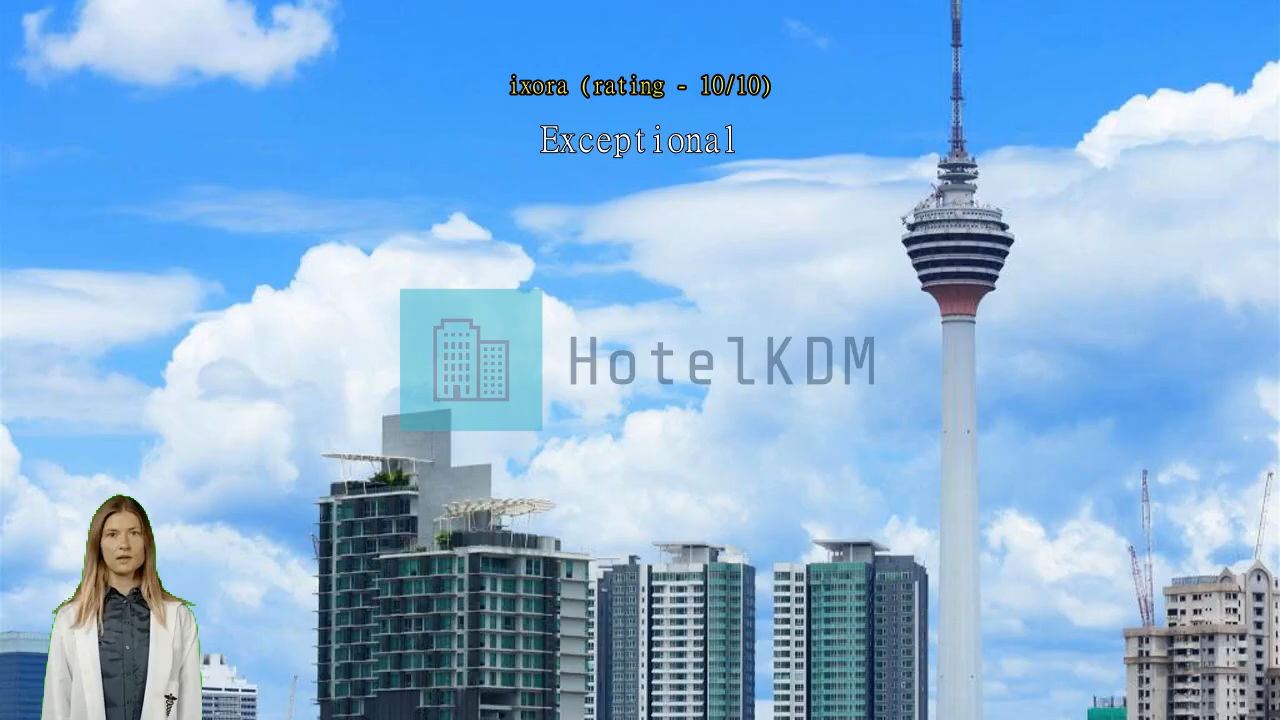 ixora (rating - 10/10)
Exceptional
HotelKDM